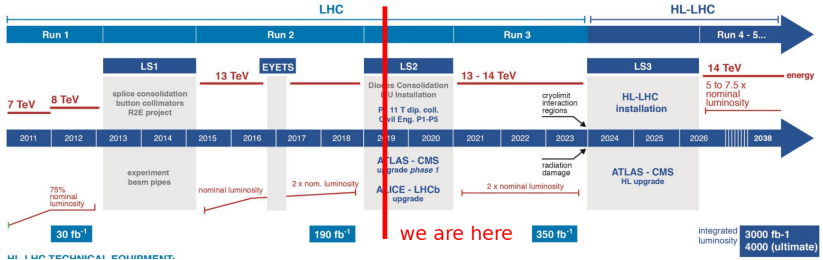 LHC
HL-LHC
Run 1
Run 2
Run 3
Run 4 - 5...
LS1
EYETS
LS2
LS3
14 TeV
13 TeV
13 - 14 TeV
energy
splice consolidation
button collimators
R2E project
Diodes Consolidation
Installation
11 T dip. coll.
Civil Eng. P1-P5
cryolimit
interaction
regions
HL-LHC
installation
5 to 7.5 x
nominal
luminosity
7 TeV
8 TeV
2011
2012
2013
2014
2015
2016
2017
2018
2019
2020
2021
2022
2023
2024
2025
2026
2038
75%
nominal
luminosity
experiment
beam pipes
nominal luminosity
2 x nom. luminosity
ATLAS - CMS
upgrade phase 1
ALICE - LHCb
upgrade
2 x nominal luminosity
radiation
damage
ATLAS - CMS
HL upgrade
30 fb-1
190 fb-1
we are here
350 fb-1
integrated
luminosity
3000 fb-1
4000 (ultimate)
HL-LHC TECHNICAL EQUIPMENT: